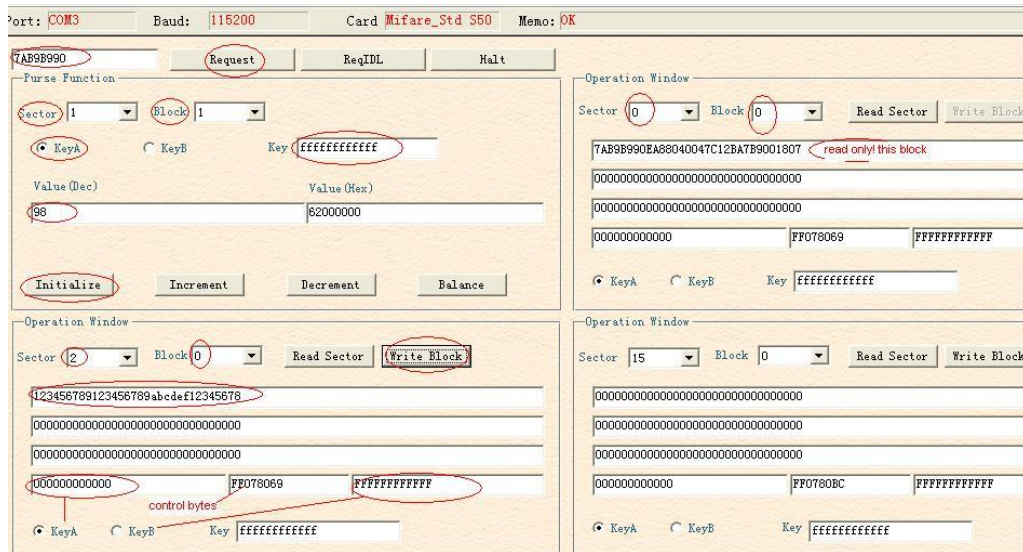 Port: COM3 Baud: 115200 Card Mifare_Std S50 Memo: OK
7AB9B990 Request ReqIDL Halt
Purse Function
Sector 1 Block 1
KeyA KeyB Key ffffffffffff
Value(Dec) Value(Hex)
98 62000000
Initialize Increment Decrement Balance
Operation Window
Sector 0 Block 0 Read Sector Write Block
7AB9B990EA88040047C12BA7B9001807 read only! this block
00000000000000000000000000000000
00000000000000000000000000000000
000000000000 FF078069 FFFFFFFFFFFF
KeyA KeyB Key ffffffffffff
Operation Window
Sector 2 Block 0 Read Sector Write Block
123456789123456789abcdef12345678
00000000000000000000000000000000
00000000000000000000000000000000
000000000000 FF078069 FFFFFFFFFFFF
control bytes
KeyA KeyB Key ffffffffffff
Operation Window
Sector 15 Block 0 Read Sector Write Block
00000000000000000000000000000000
00000000000000000000000000000000
00000000000000000000000000000000
000000000000 FF0780BC FFFFFFFFFFFF
KeyA KeyB Key ffffffffffff